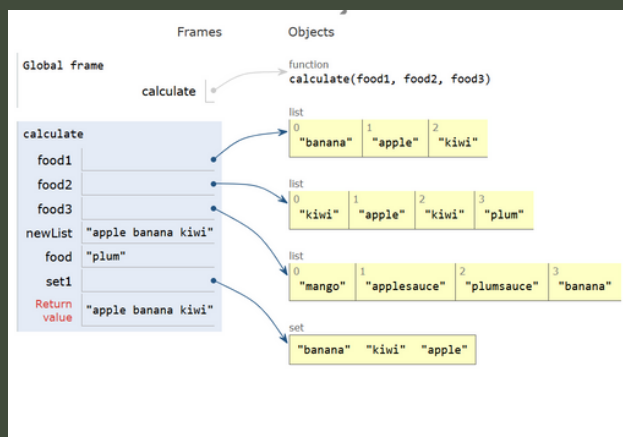 Frames Objects
Global frame
calculate
function
calculate(food1, food2, food3)
calculate
food1
food2
food3
newList "apple banana kiwi"
food "plum"
set1
Return
value "apple banana kiwi"
list
0 1 2
"banana" "apple" "kiwi"
list
0 1 2 3
"kiwi" "apple" "kiwi" "plum"
list
0 1 2 3
"mango" "applesauce" "plumsauce" "banana"
set
"banana" "kiwi" "apple"